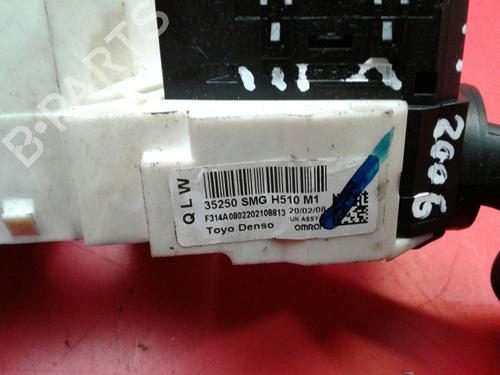 B-PARTS
2006
QLW
35250 SMG H510 M1
F314A0802202108813 20/02/08
UK ASSY
Toyo Denso OMRON